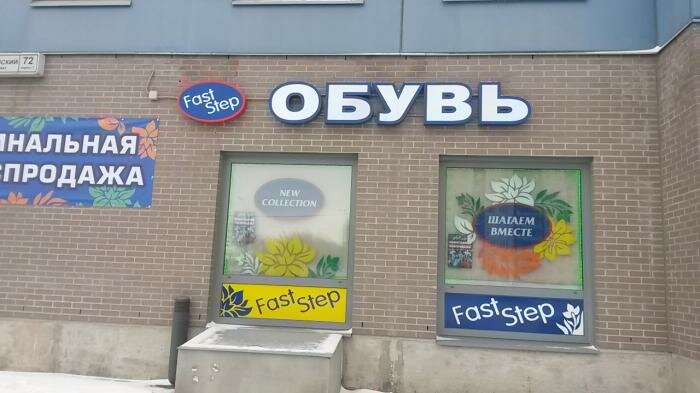 72
Fast Step
ОБУВЬ
НАЛЬНАЯ
СПРОДАЖА
NEW
COLLECTION
ШАГАЕМ
ВМЕСТЕ
Fast Step
Fast Step